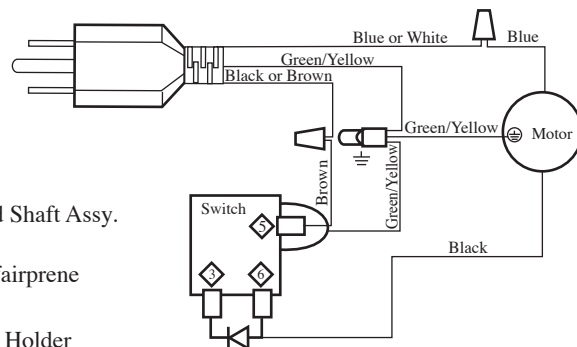 Blue or White
Blue
Green/Yellow
Black or Brown
Green/Yellow
Motor
Brown
Green/Yellow
Switch
5
3
6
Black
Shaft Assy.
Holder